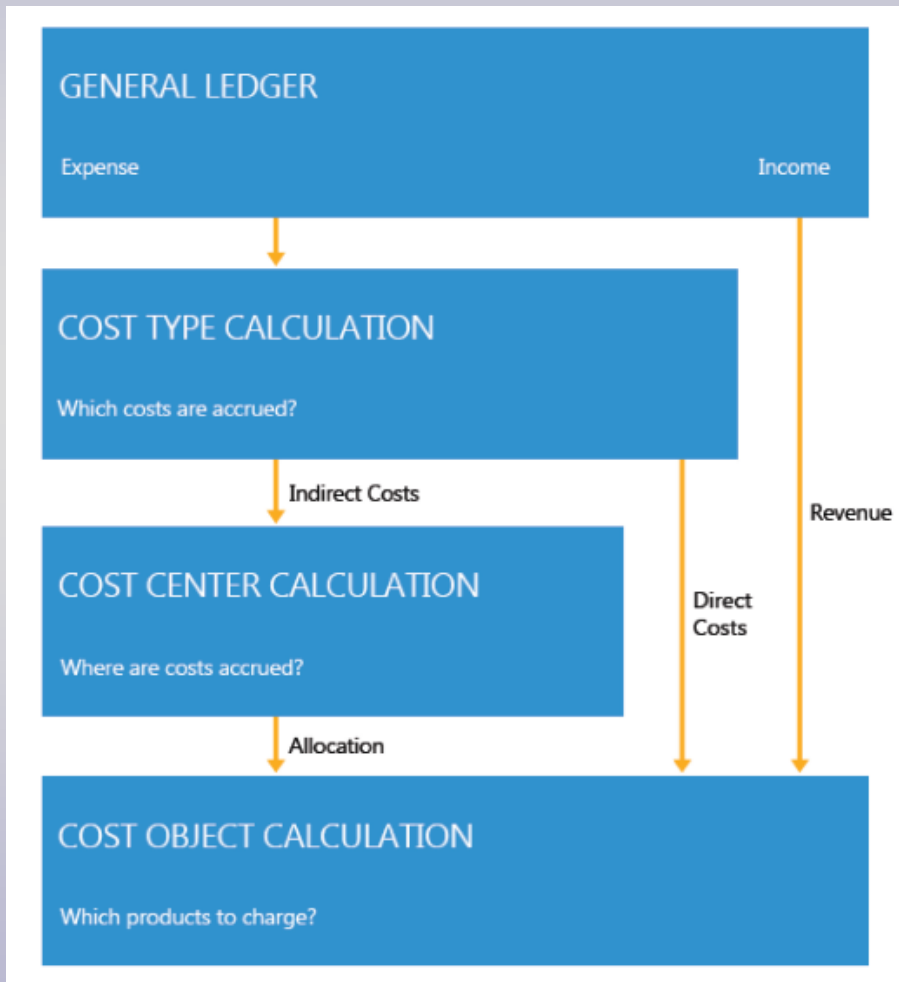 GENERAL LEDGER
Expense
Income
COST TYPE CALCULATION
Which costs are accrued?
Indirect Costs
Revenue
COST CENTER CALCULATION
Direct
Costs
Where are costs accrued?
Allocation
COST OBJECT CALCULATION
Which products to charge?